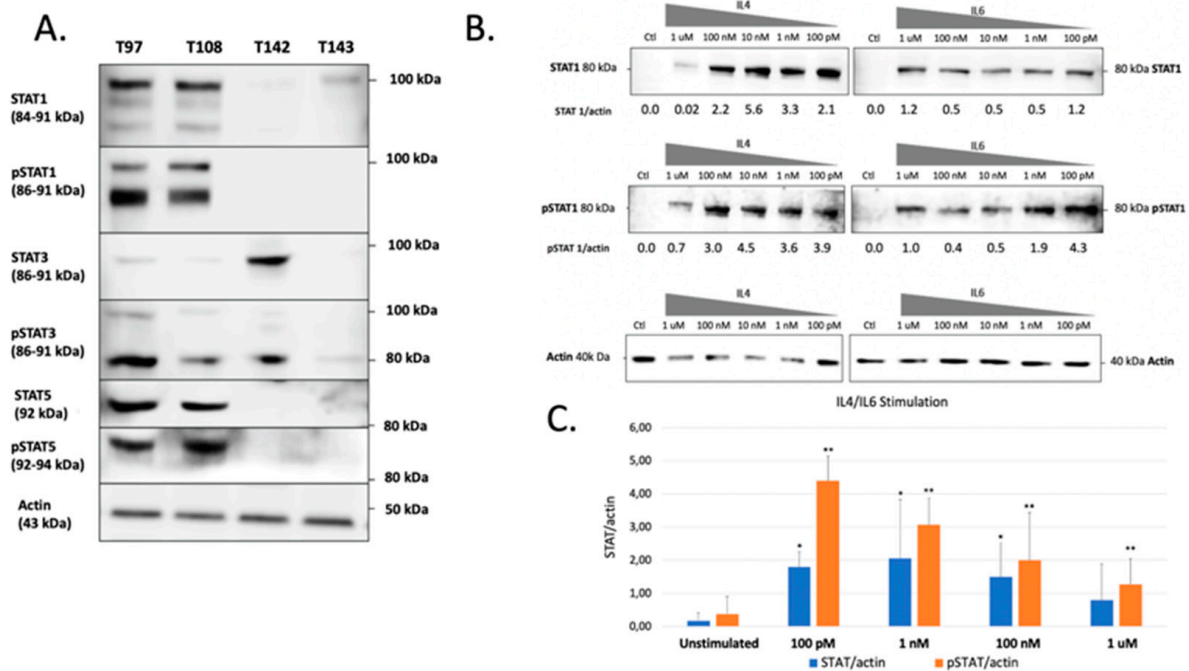 A.
T97 T108 T142 T143
STAT1
(84-91 kDa)
100 kDa
pSTAT1
(86-91 kDa)
100 kDa
STAT3
(86-91 kDa)
100 kDa
pSTAT3
(86-91 kDa)
100 kDa
80 kDa
STAT5
(92 kDa)
80 kDa
pSTAT5
(92-94 kDa)
80 kDa
Actin
(43 kDa)
50 kDa
B.
IL4 IL6
Ctl 1 uM 100 nM 10 nM 1 nM 100 pM Ctl 1 uM 100 nM 10 nM 1 nM 100 pM
STAT1 80 kDa 80 kDa STAT1
STAT 1/actin 0.0 0.02 2.2 5.6 3.3 2.1 0.0 1.2 0.5 0.5 0.5 1.2
IL4 IL6
Ctl 1 uM 100 nM 10 nM 1 nM 100 pM Ctl 1 uM 100 nM 10 nM 1 nM 100 pM
pSTAT1 80 kDa 80 kDa pSTAT1
pSTAT 1/actin 0.0 0.7 3.0 4.5 3.6 3.9 0.0 1.0 0.4 0.5 1.9 4.3
IL4 IL6
Ctl 1 uM 100 nM 10 nM 1 nM 100 pM Ctl 1 uM 100 nM 10 nM 1 nM 100 pM
Actin 40k Da 40 kDa Actin
C.
IL4/IL6 Stimulation
STAT/actin
6,00
5,00
4,00
3,00
2,00
1,00
0,00
* ** * ** * ** **
Unstimulated 100 pM 1 nM 100 nM 1 uM
STAT/actin pSTAT/actin